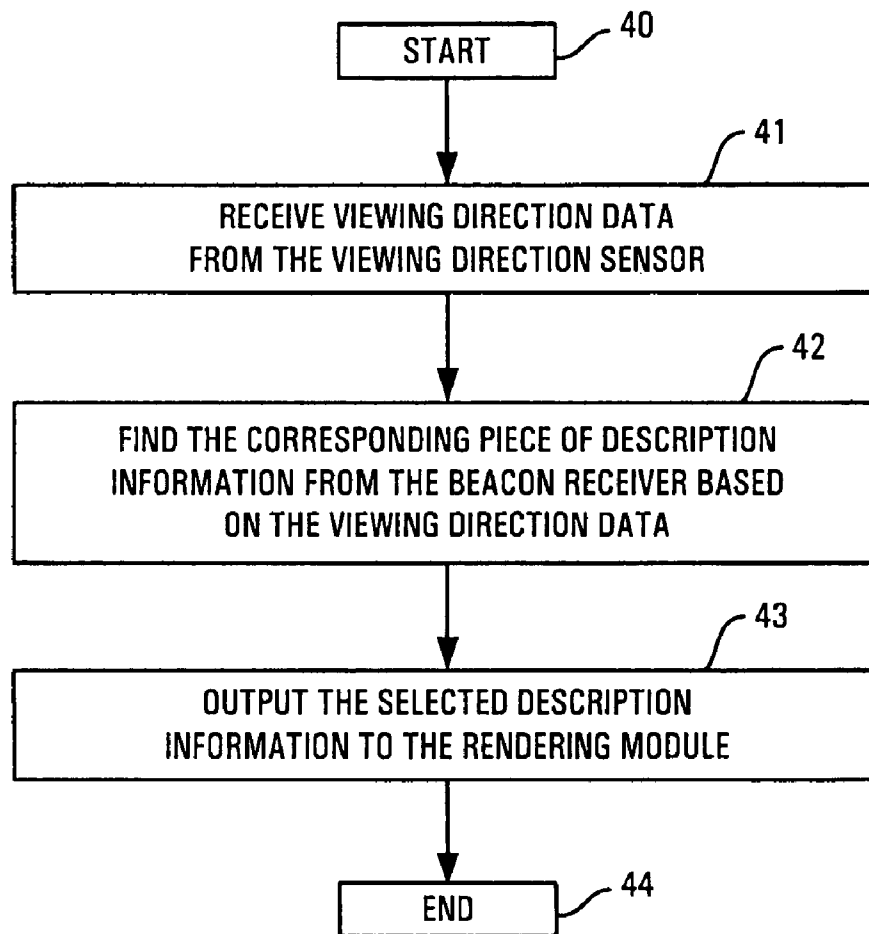 START
40
41
RECEIVE VIEWING DIRECTION DATA
FROM THE VIEWING DIRECTION SENSOR
42
FIND THE CORRESPONDING PIECE OF DESCRIPTION
INFORMATION FROM THE BEACON RECEIVER BASED
ON THE VIEWING DIRECTION DATA
43
OUTPUT THE SELECTED DESCRIPTION
INFORMATION TO THE RENDERING MODULE
END
44